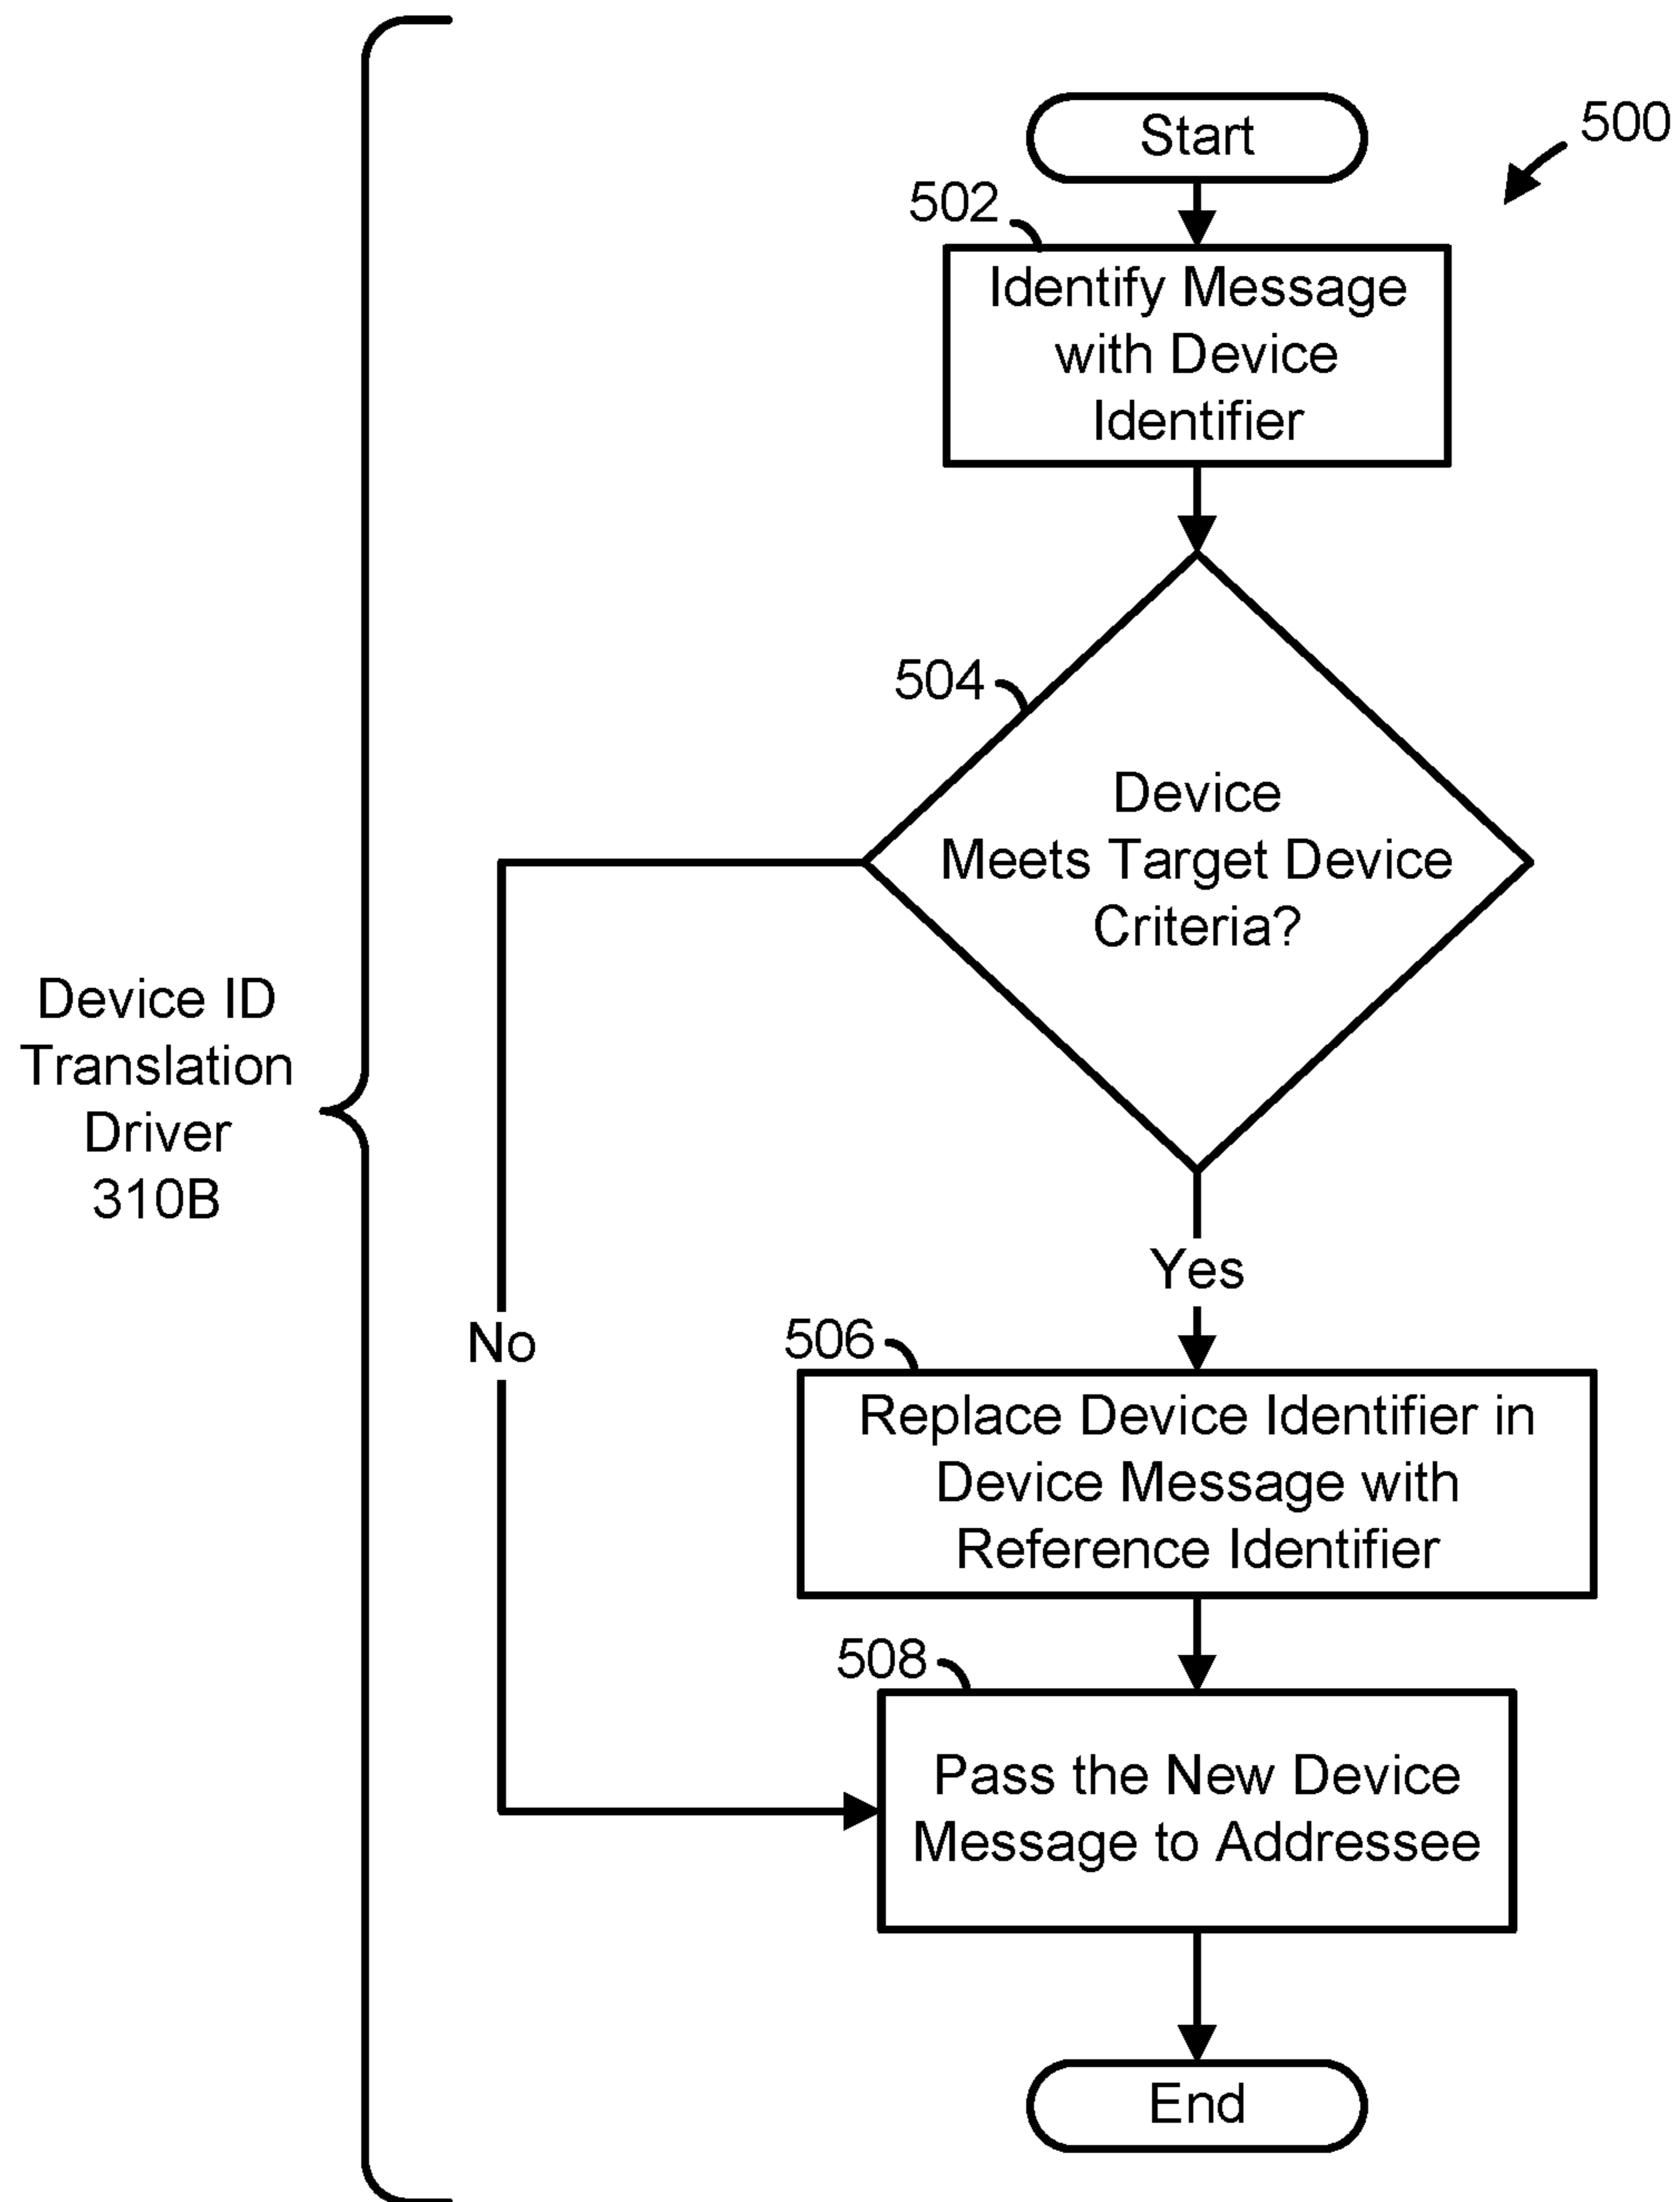 Start
500
502
Identify Message
with Device
Identifier
504
Device
Meets Target Device
Criteria?
Device ID
Translation
Driver
310B
Yes
No
506
Replace Device Identifier in
Device Message with
Reference Identifier
508
Pass the New Device
Message to Addressee
End